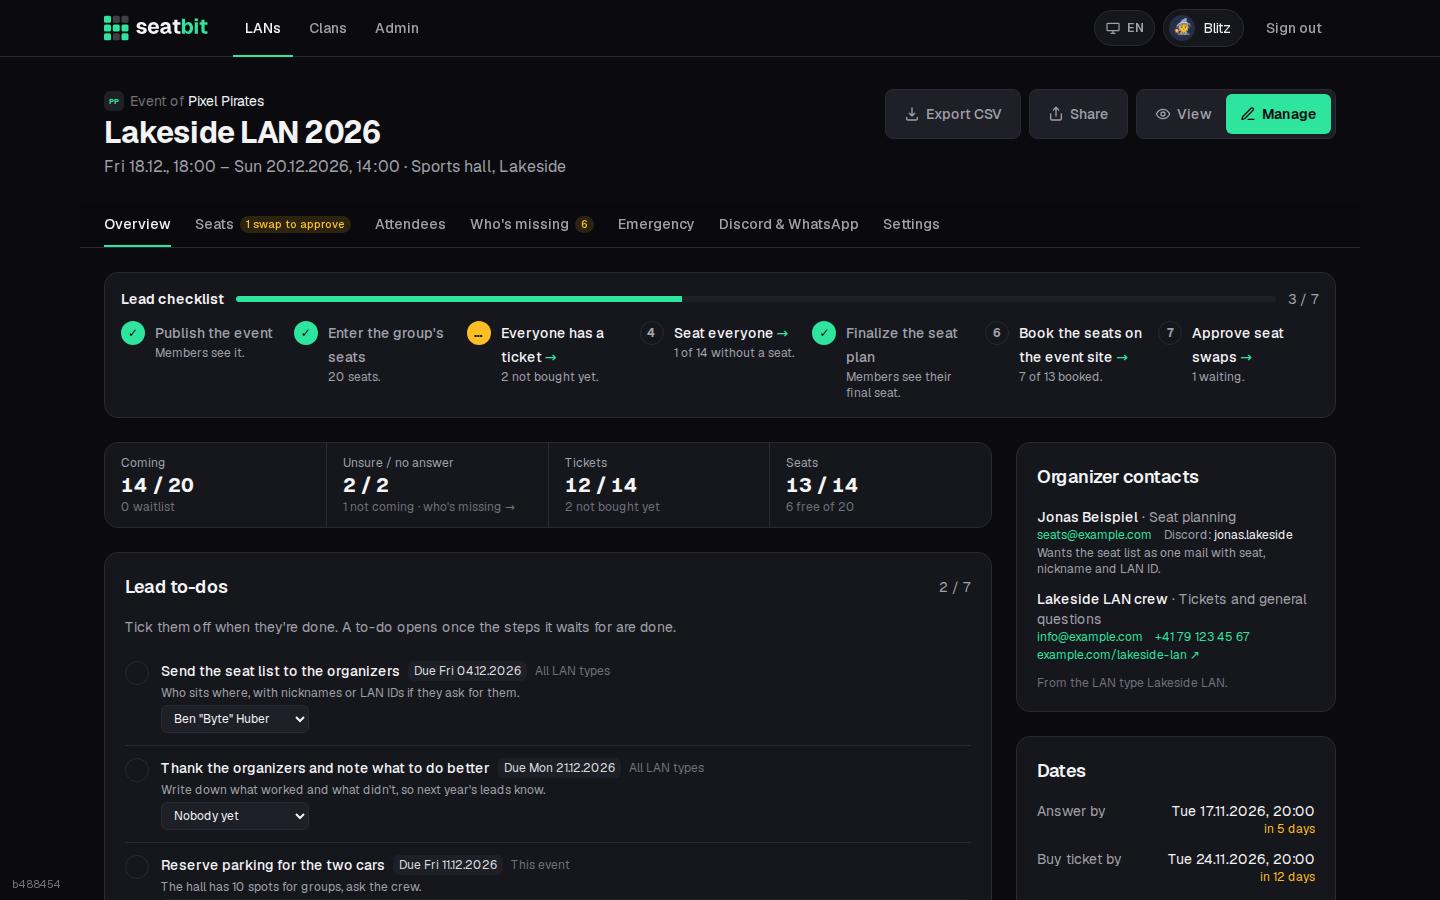 seatbit
LANs
Clans
Admin
EN
Blitz
Sign out
PP Event of Pixel Pirates
Lakeside LAN 2026
Fri 18.12., 18:00 – Sun 20.12.2026, 14:00 · Sports hall, Lakeside
Export CSV
Share
View
Manage
Overview
Seats 1 swap to approve
Attendees
Who's missing 6
Emergency
Discord & WhatsApp
Settings
Lead checklist
3 / 7
✓ Publish the event
Members see it.
✓ Enter the group's
seats
20 seats.
… Everyone has a
ticket →
2 not bought yet.
4 Seat everyone →
1 of 14 without a seat.
✓ Finalize the seat
plan
Members see their
final seat.
6 Book the seats on
the event site →
7 of 13 booked.
7 Approve seat
swaps →
1 waiting.
Coming
14 / 20
0 waitlist
Unsure / no answer
2 / 2
1 not coming · who's missing →
Tickets
12 / 14
2 not bought yet
Seats
13 / 14
6 free of 20
Lead to-dos
2 / 7
Tick them off when they're done. A to-do opens once the steps it waits for are done.
Send the seat list to the organizers Due Fri 04.12.2026 All LAN types
Who sits where, with nicknames or LAN IDs if they ask for them.
Ben "Byte" Huber
Thank the organizers and note what to do better Due Mon 21.12.2026 All LAN types
Write down what worked and what didn't, so next year's leads know.
Nobody yet
Reserve parking for the two cars Due Fri 11.12.2026 This event
The hall has 10 spots for groups, ask the crew.
Organizer contacts
Jonas Beispiel · Seat planning
seats@example.com Discord: jonas.lakeside
Wants the seat list as one mail with seat,
nickname and LAN ID.
Lakeside LAN crew · Tickets and general
questions
info@example.com +41 79 123 45 67
example.com/lakeside-lan ↗
From the LAN type Lakeside LAN.
Dates
Answer by Tue 17.11.2026, 20:00
in 5 days
Buy ticket by Tue 24.11.2026, 20:00
in 12 days
b488454